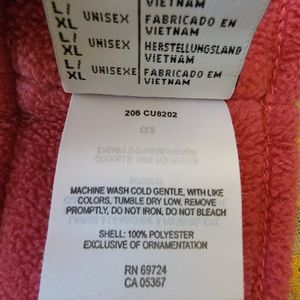 VIETNAM
L/XL UNISEX FABRICADO EN
VIETNAM
L/XL UNISEX HERSTELLUNGSLAND
VIETNAM
L/XL UNISEXE FABRICADO EM
VIETNAM
206 CU8202
MACHINE WASH COLD GENTLE, WITH LIKE
COLORS, TUMBLE DRY LOW, REMOVE
PROMPTLY, DO NOT IRON, DO NOT BLEACH
SHELL: 100% POLYESTER
EXCLUSIVE OF ORNAMENTATION
RN 69724
CA 05367